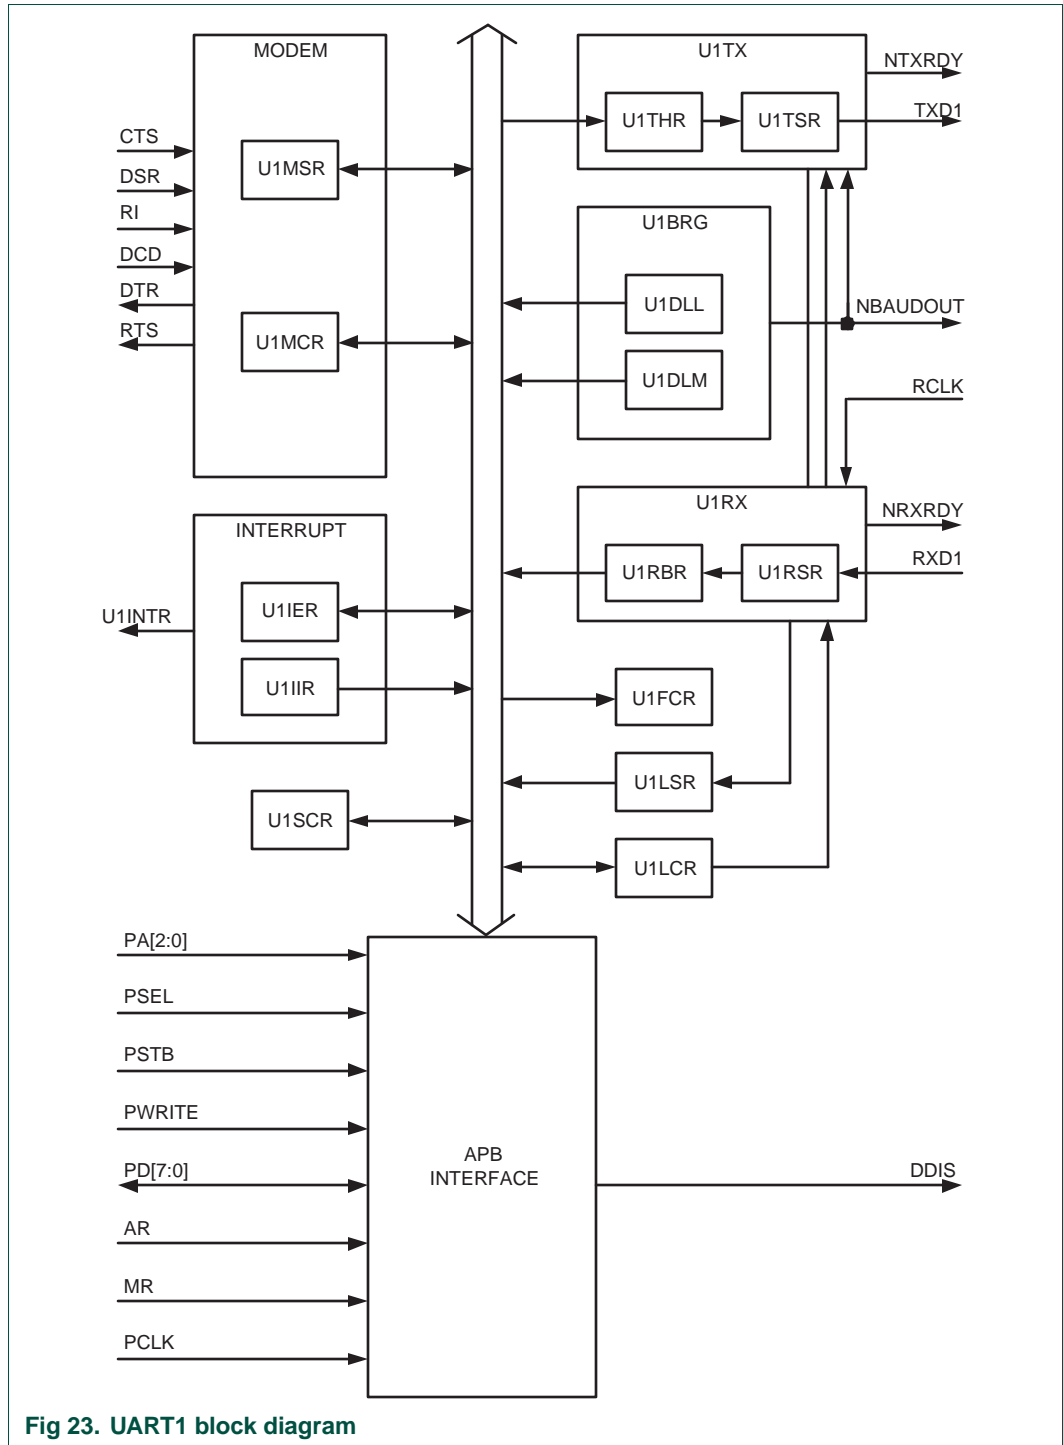 MODEM
U1TX
NTXRDY
U1THR
U1TSR
TXD1
CTS
U1MSR
DSR
RI
U1BRG
DCD
DTR
U1DLL
NBAUDOUT
RTS
U1MCR
U1DLM
RCLK
U1RX
NRXRDY
INTERRUPT
U1RBR
U1RSR
RXD1
U1INTR
U1IER
U1IIR
U1FCR
U1LSR
U1SCR
U1LCR
PA[2:0]
PSEL
PSTB
PWRITE
APB
INTERFACE
PD[7:0]
DDIS
AR
MR
PCLK
Fig 23. UART1 block diagram